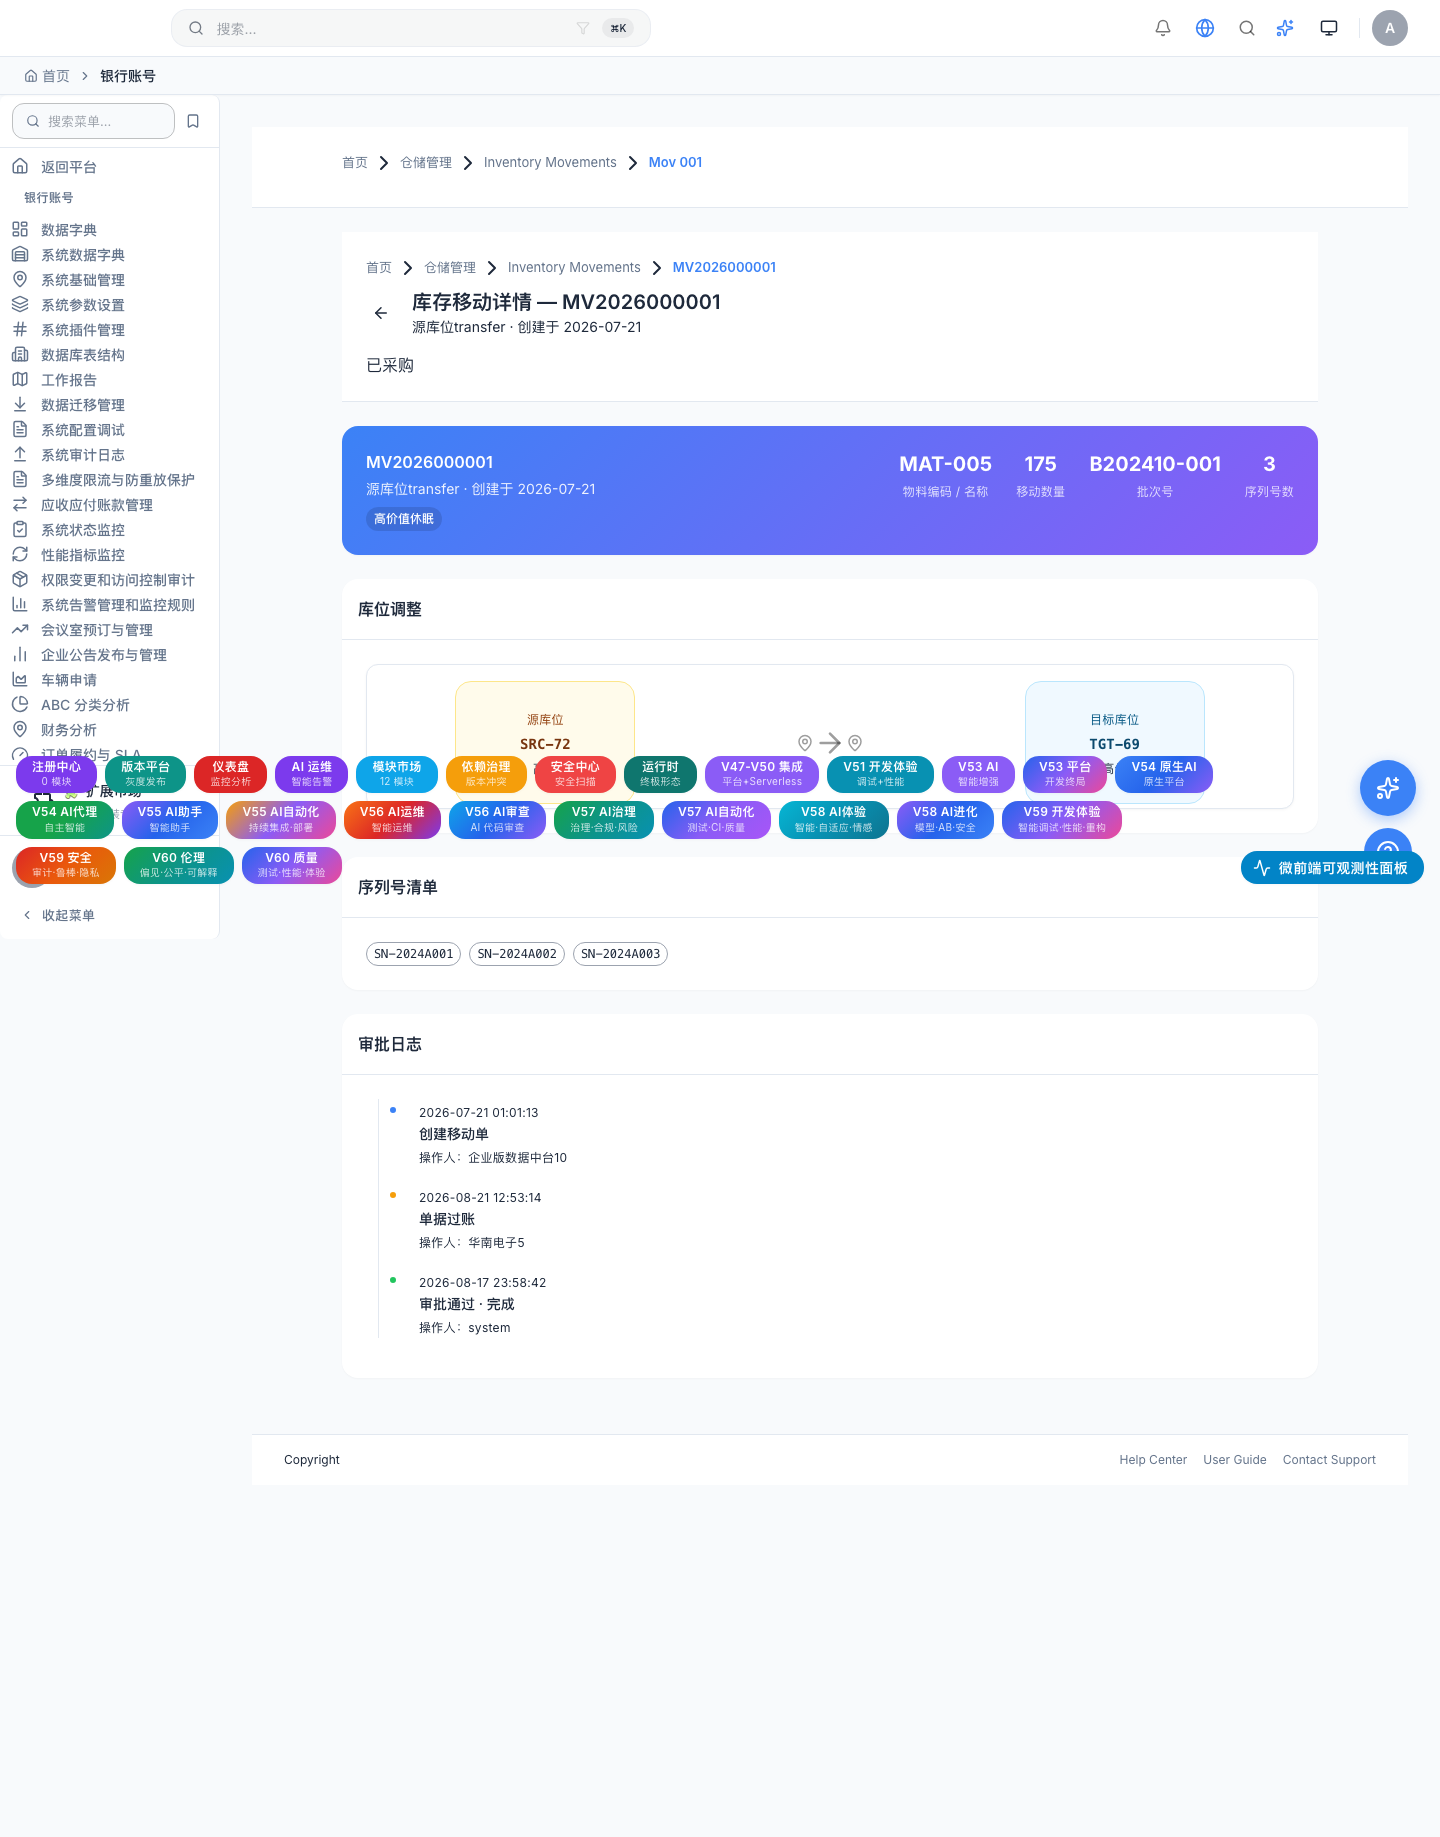 搜索...
⌘K
A
首页
银行账号
搜索菜单...
返回平台
银行账号
数据字典
系统数据字典
系统基础管理
系统参数设置
系统插件管理
数据库表结构
工作报告
数据迁移管理
系统配置调试
系统审计日志
多维度限流与防重放保护
应收应付账款管理
系统状态监控
性能指标监控
权限变更和访问控制审计
系统告警管理和监控规则
会议室预订与管理
企业公告发布与管理
车辆申请
ABC 分类分析
财务分析
订单履约与 SLA
扩展市场
收起菜单
首页 仓储管理 Inventory Movements Mov 001
首页 仓储管理 Inventory Movements MV2026000001
库存移动详情 — MV2026000001
源库位transfer · 创建于 2026-07-21
已采购
MV2026000001
源库位transfer · 创建于 2026-07-21
高价值休眠
MAT-005
物料编码 / 名称
175
移动数量
B202410-001
批次号
3
序列号数
库位调整
源库位
SRC-72
目标库位
TGT-69
注册中心
0 模块
版本平台
灰度发布
仪表盘
监控分析
AI 运维
智能告警
模块市场
12 模块
依赖治理
版本冲突
安全中心
安全扫描
运行时
终极形态
V47-V50 集成
平台+Serverless
V51 开发体验
调试+性能
V53 AI
智能增强
V53 平台
开发终局
V54 原生AI
原生平台
V54 AI代理
自主智能
V55 AI助手
智能助手
V55 AI自动化
持续集成·部署
V56 AI运维
智能运维
V56 AI审查
AI 代码审查
V57 AI治理
治理·合规·风险
V57 AI自动化
测试·CI·质量
V58 AI体验
智能·自适应·情感
V58 AI进化
模型·AB·安全
V59 开发体验
智能调试·性能·重构
V59 安全
审计·鲁棒·隐私
V60 伦理
偏见·公平·可解释
V60 质量
测试·性能·体验
微前端可观测性面板
序列号清单
SN-2024A001 SN-2024A002 SN-2024A003
审批日志
2026-07-21 01:01:13
创建移动单
操作人：企业版数据中台10
2026-08-21 12:53:14
单据过账
操作人：华南电子5
2026-08-17 23:58:42
审批通过 · 完成
操作人：system
Copyright
Help Center User Guide Contact Support